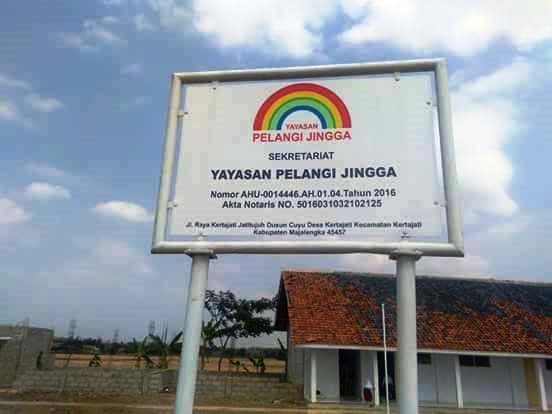 YAYASAN
PELANGI JINGGA
SEKRETARIAT
YAYASAN PELANGI JINGGA
Nomor AHU-0014446.AH.01.04.Tahun 2016
Akta Notaris NO. 5016031032102125
Jl. Raya Kertajati Jatitujuh Dusun Cuyu Desa Kertajati Kecamatan Kertajati
Kabupaten Majalengka 45457